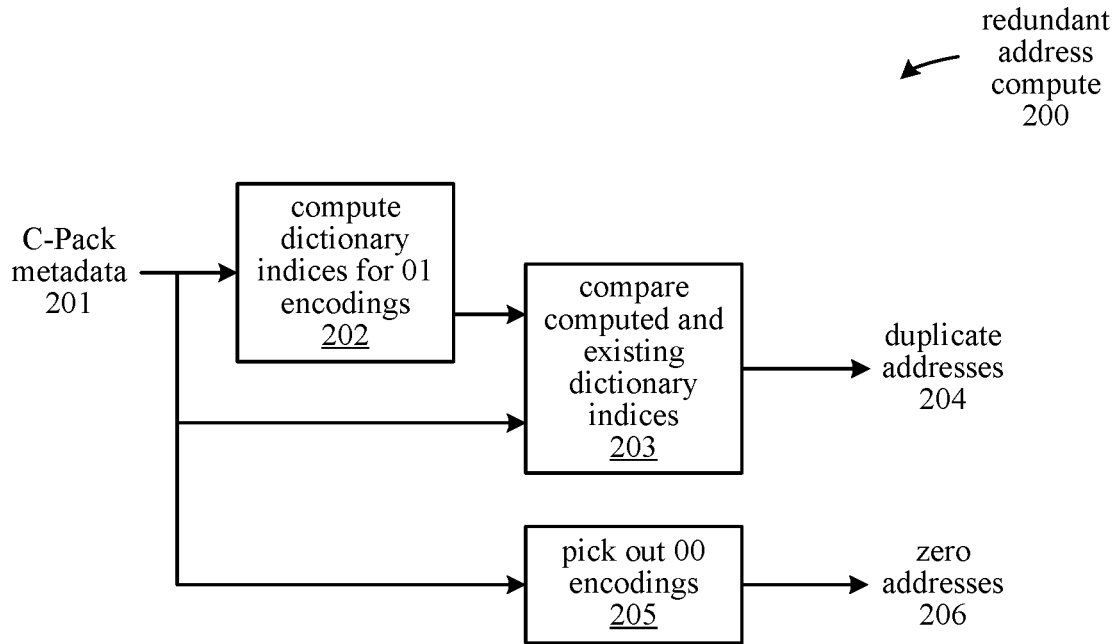 redundant
address
compute
200
C-Pack
metadata
201
compute
dictionary
indices for 01
encodings
202
compare
computed and
existing
dictionary
indices
203
duplicate
addresses
204
pick out 00
encodings
205
zero
addresses
206